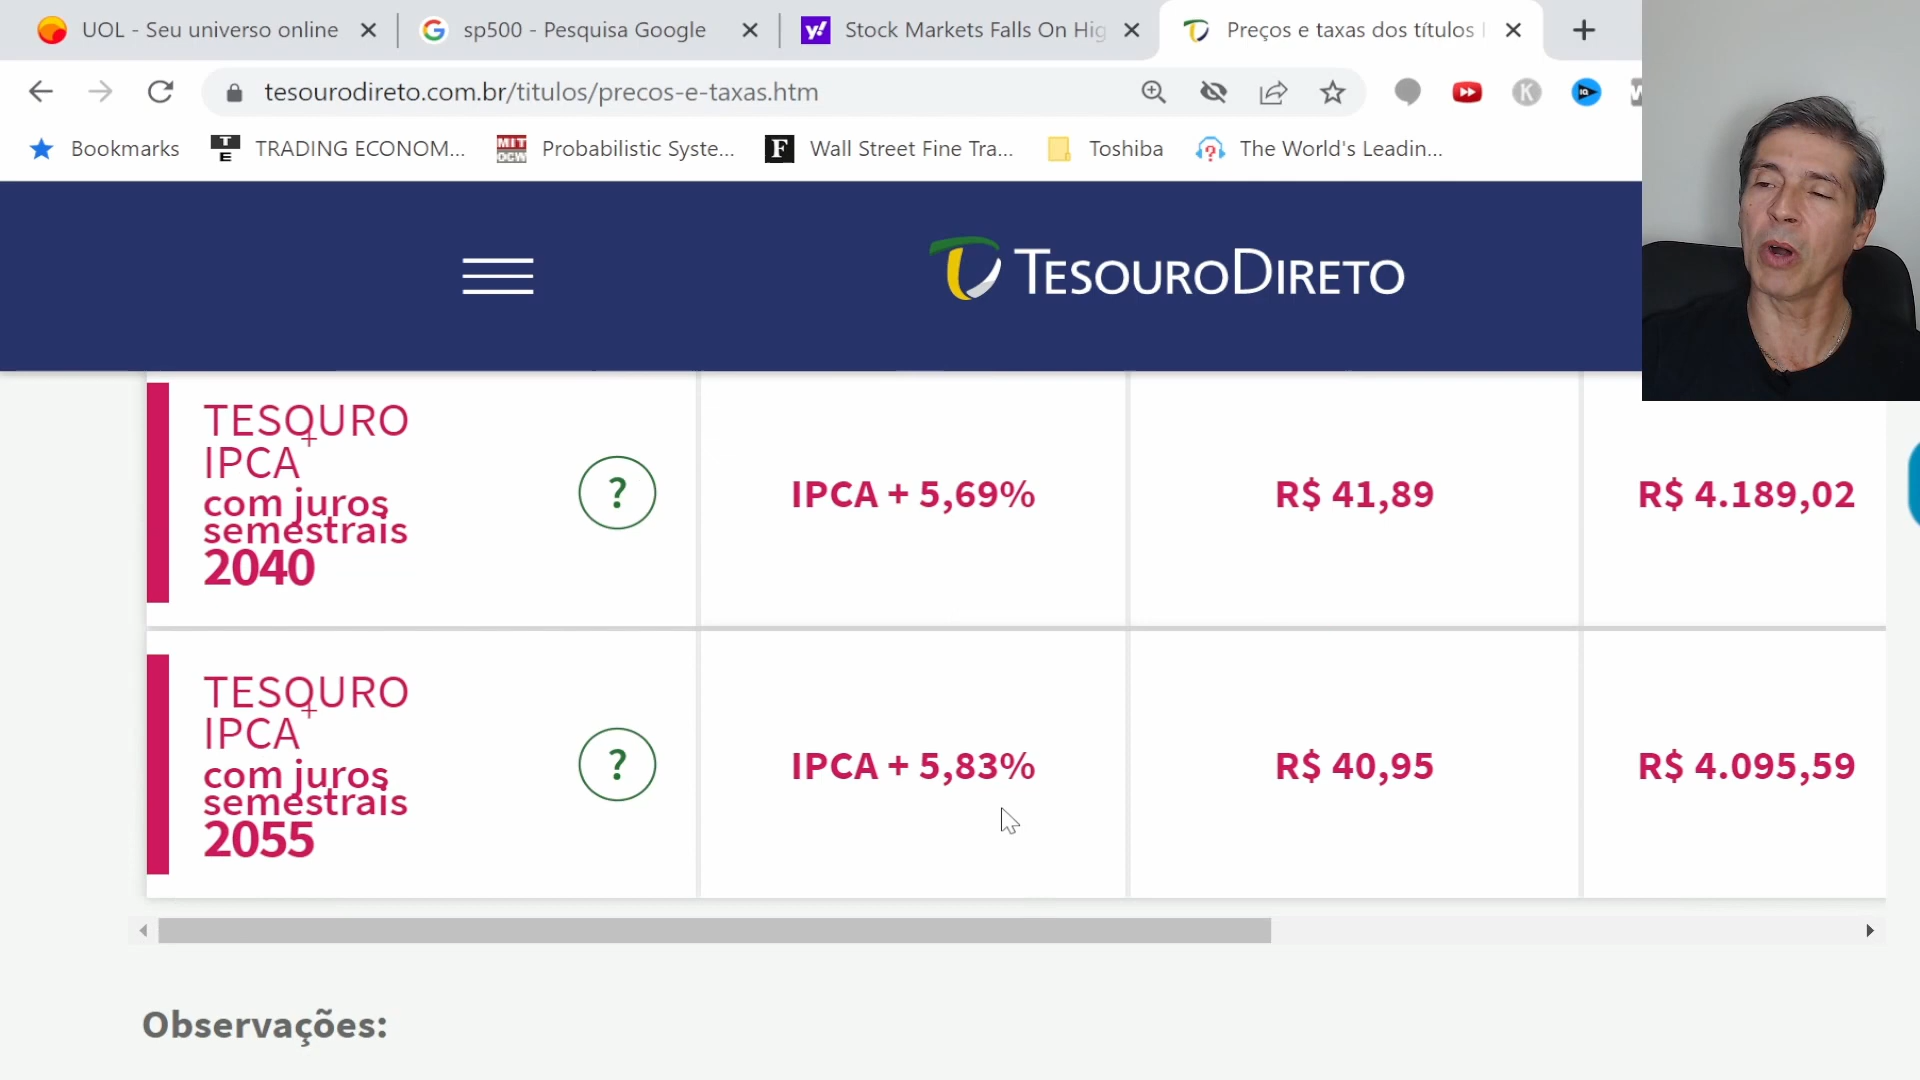 UOL - Seu universo online
sp500 - Pesquisa Google
Stock Markets Falls On Hig
Preços e taxas dos títulos
tesourodireto.com.br/titulos/precos-e-taxas.htm
Bookmarks
TE
TRADING ECONOM...
MIT OCW
Probabilistic Syste...
F
Wall Street Fine Tra...
Toshiba
The World's Leadin...
TESOURODIRETO
TESOURO
IPCA+
com juros
semestrais
2040
?
IPCA + 5,69%
R$ 41,89
R$ 4.189,02
TESOURO
IPCA+
com juros
semestrais
2055
?
IPCA + 5,83%
R$ 40,95
R$ 4.095,59
Observações: